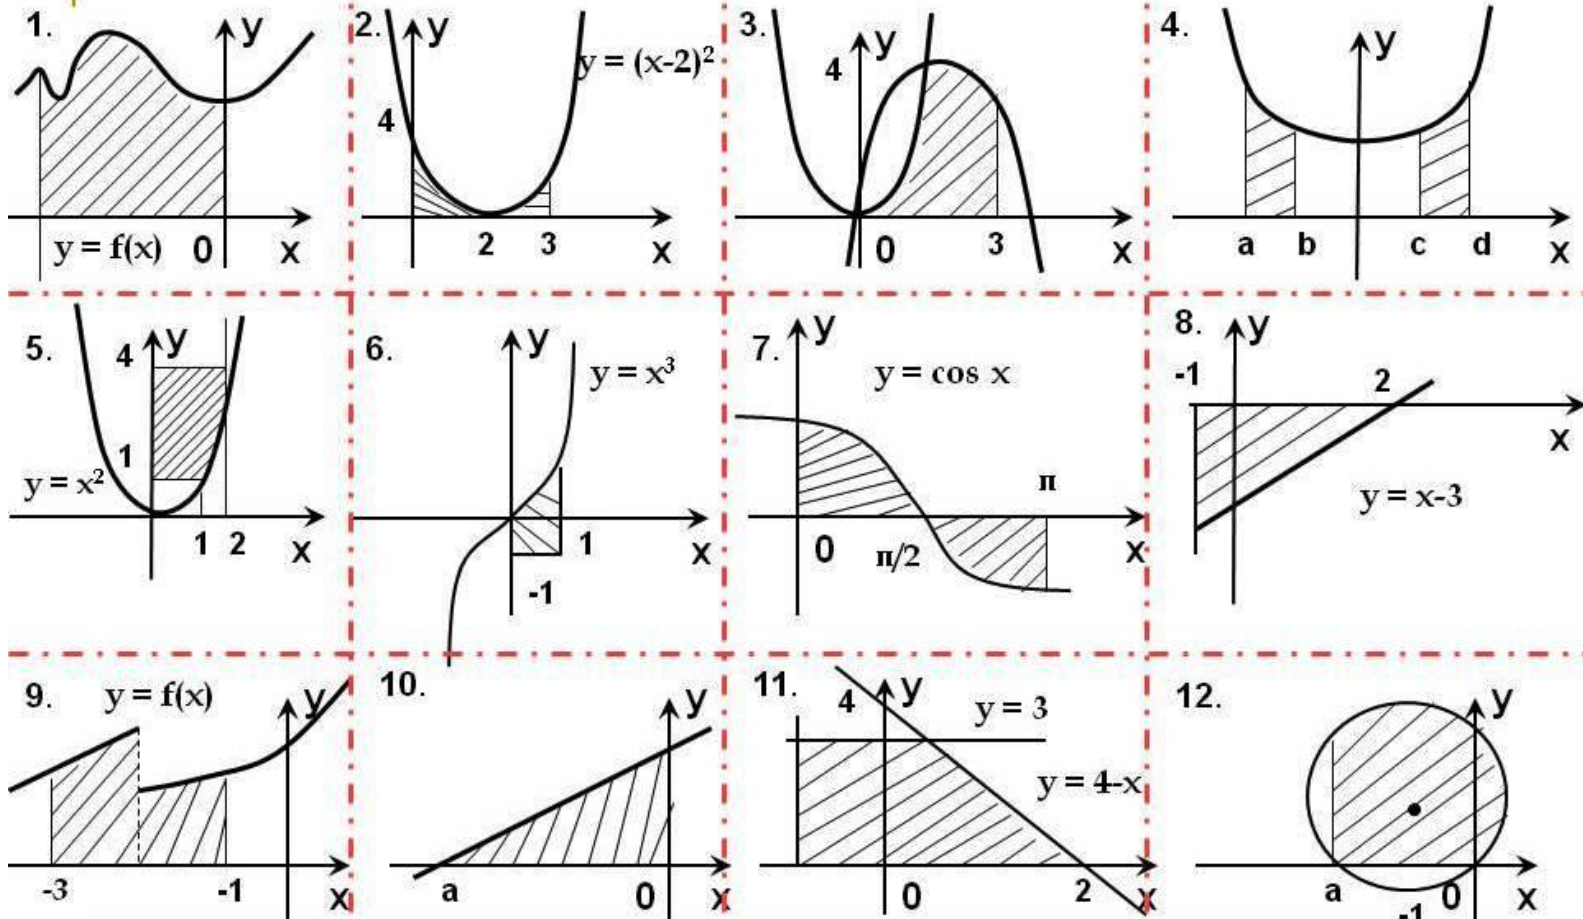 1.
y
y = f(x)
0
x
2.
y
y = (x-2)²
4
2
3
x
3.
y
4
0
3
x
4.
y
a
b
c
d
x
5.
4
y
1
y = x²
1
2
x
6.
y
y = x³
1
x
-1
7.
y
y = cos x
π
0
π/2
x
8.
-1
2
x
y = x-3
9.
y = f(x)
y
-3
-1
x
10.
y
a
0
x
11.
4
y
y = 3
y = 4-x
0
2
x
12.
y
a
-1
0
x